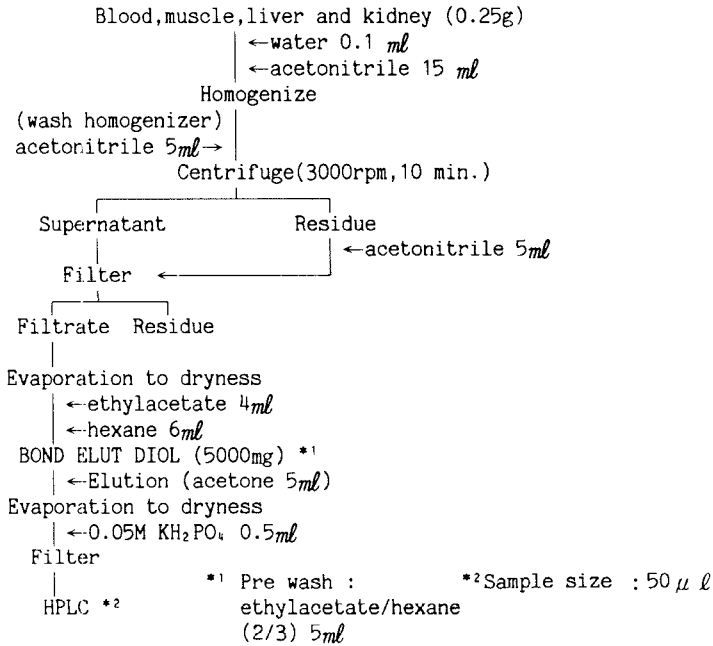 Blood,muscle,liver and kidney (0.25g)
←water 0.1 mℓ
←acetonitrile 15 mℓ
Homogenize
(wash homogenizer)
acetonitrile 5mℓ→
Centrifuge(3000rpm,10 min.)
Supernatant Residue
←acetonitrile 5mℓ
Filter ←
Filtrate Residue
Evaporation to dryness
←ethylacetate 4mℓ
←hexane 6mℓ
BOND ELUT DIOL (5000mg) *1
←Elution (acetone 5mℓ)
Evaporation to dryness
←0.05M KH₂PO₄ 0.5mℓ
Filter
HPLC *2
*1 Pre wash :
ethylacetate/hexane
(2/3) 5mℓ
*2Sample size :50μℓ